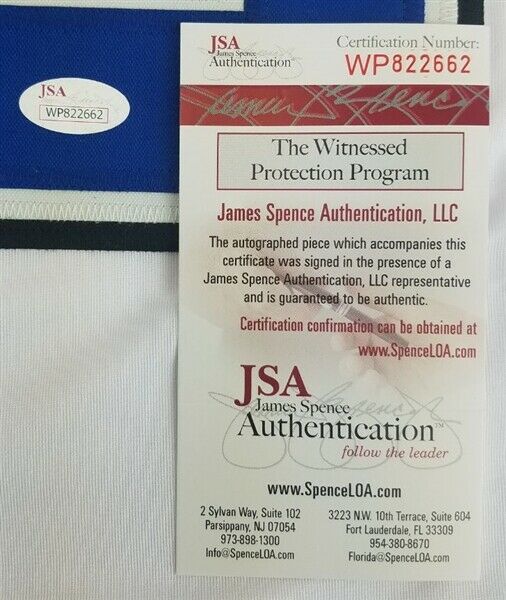 JSA
WP822662
JSA
James Spence
Authentication
Certification Number:
WP822662
The Witnessed
Protection Program
James Spence Authentication, LLC
The autographed piece which accompanies this
certificate was signed in the presence of a
James Spence Authentication, LLC representative
and is guaranteed to be authentic.
Certification confirmation can be obtained at
www.SpenceLOA.com
JSA
James Spence
Authentication™
follow the leader
www.SpenceLOA.com
2 Sylvan Way, Suite 102
Parsippany, NJ 07054
973-898-1300
Info@SpenceLOA.com
3223 N.W. 10th Terrace, Suite 604
Fort Lauderdale, FL 33309
954-380-8670
Florida@SpenceLOA.com